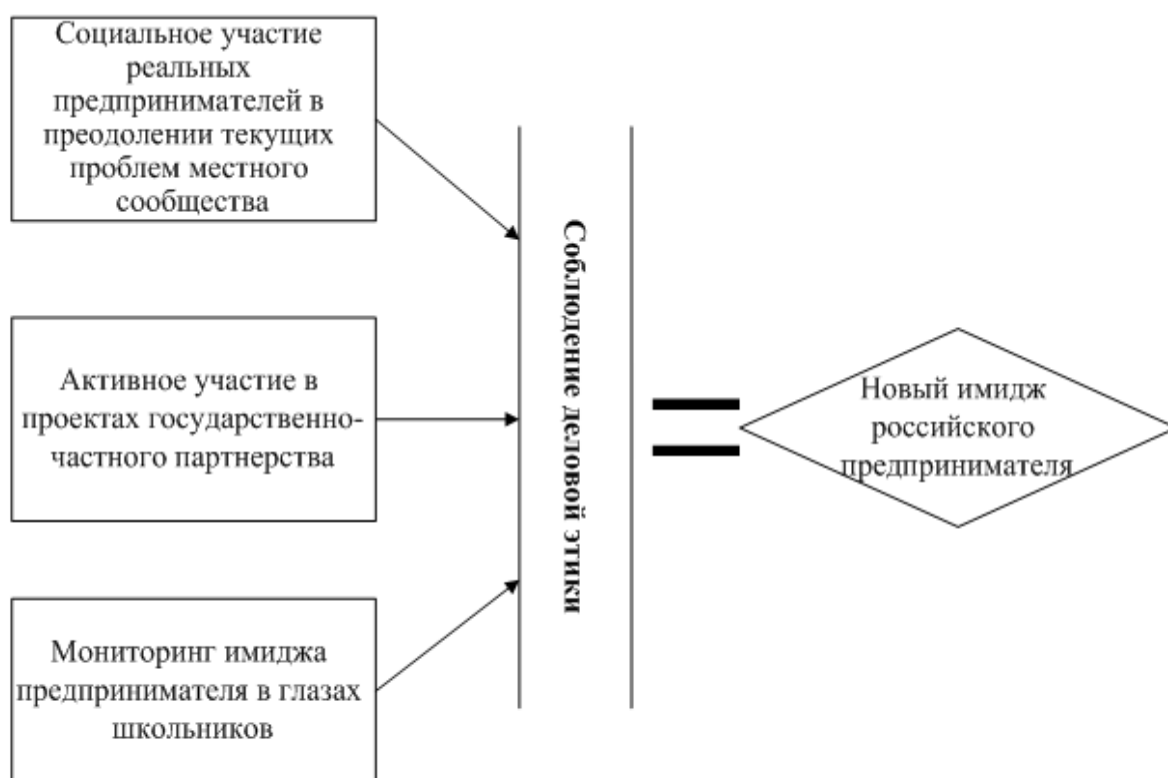 Социальное участие
реальных
предпринимателей в
преодолении текущих
проблем местного
сообщества
Активное участие в
проектах государственно-
частного партнерства
Мониторинг имиджа
предпринимателя в глазах
школьников
Соблюдение деловой этики
Новый имидж
российского
предпринимателя